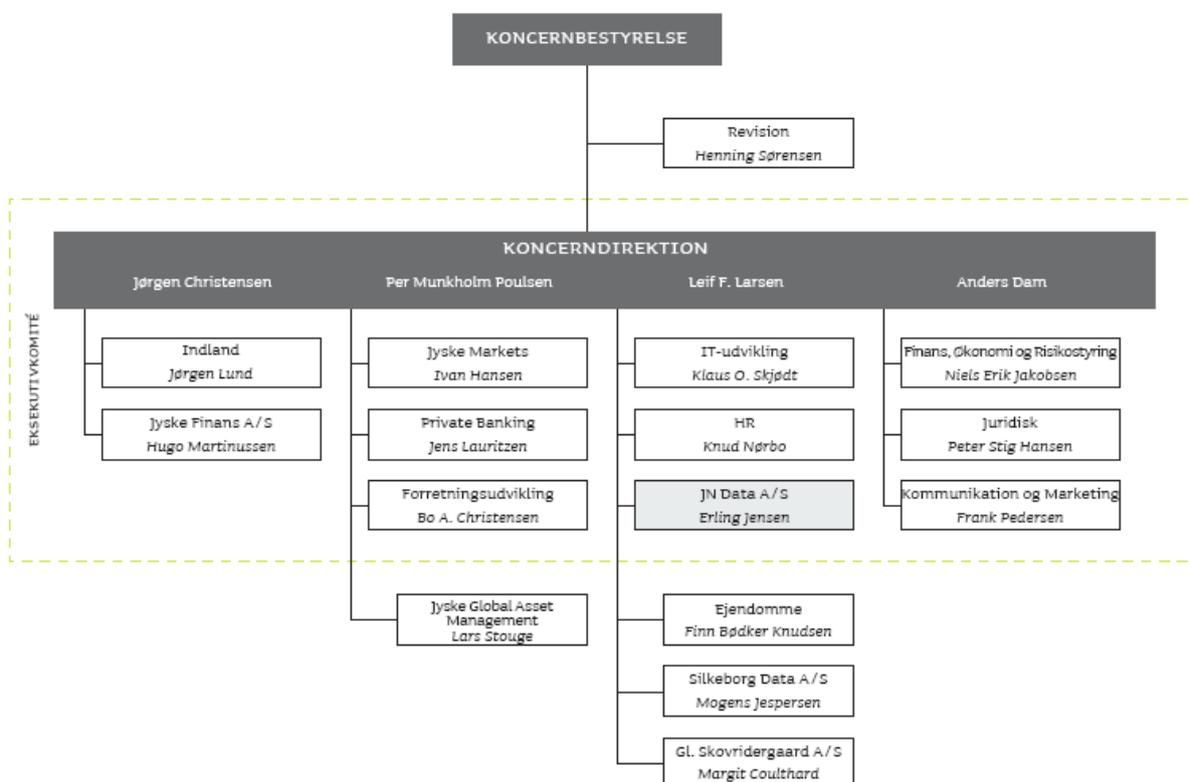 KONCERNBESTYRELSE
Revision
Henning Sørensen
KONCERNDIREKTION
Jørgen Christensen
Per Munkholm Poulsen
Leif F. Larsen
Anders Dam
EKSEKUTIVKOMITÉ
Indland
Jørgen Lund
Jyske Finans A/S
Hugo Martinussen
Jyske Markets
Ivan Hansen
Private Banking
Jens Lauritzen
Forretningsudvikling
Bo A. Christensen
Jyske Global Asset
Management
Lars Stouge
IT-udvikling
Klaus O. Skjødt
HR
Knud Nørbo
JN Data A/S
Erling Jensen
Ejendomme
Finn Bødker Knudsen
Silkeborg Data A/S
Mogens Jespersen
Gl. Skovridergaard A/S
Margit Coulthard
Finans, Økonomi og Risikostyring
Niels Erik Jakobsen
Juridisk
Peter Stig Hansen
Kommunikation og Marketing
Frank Pedersen